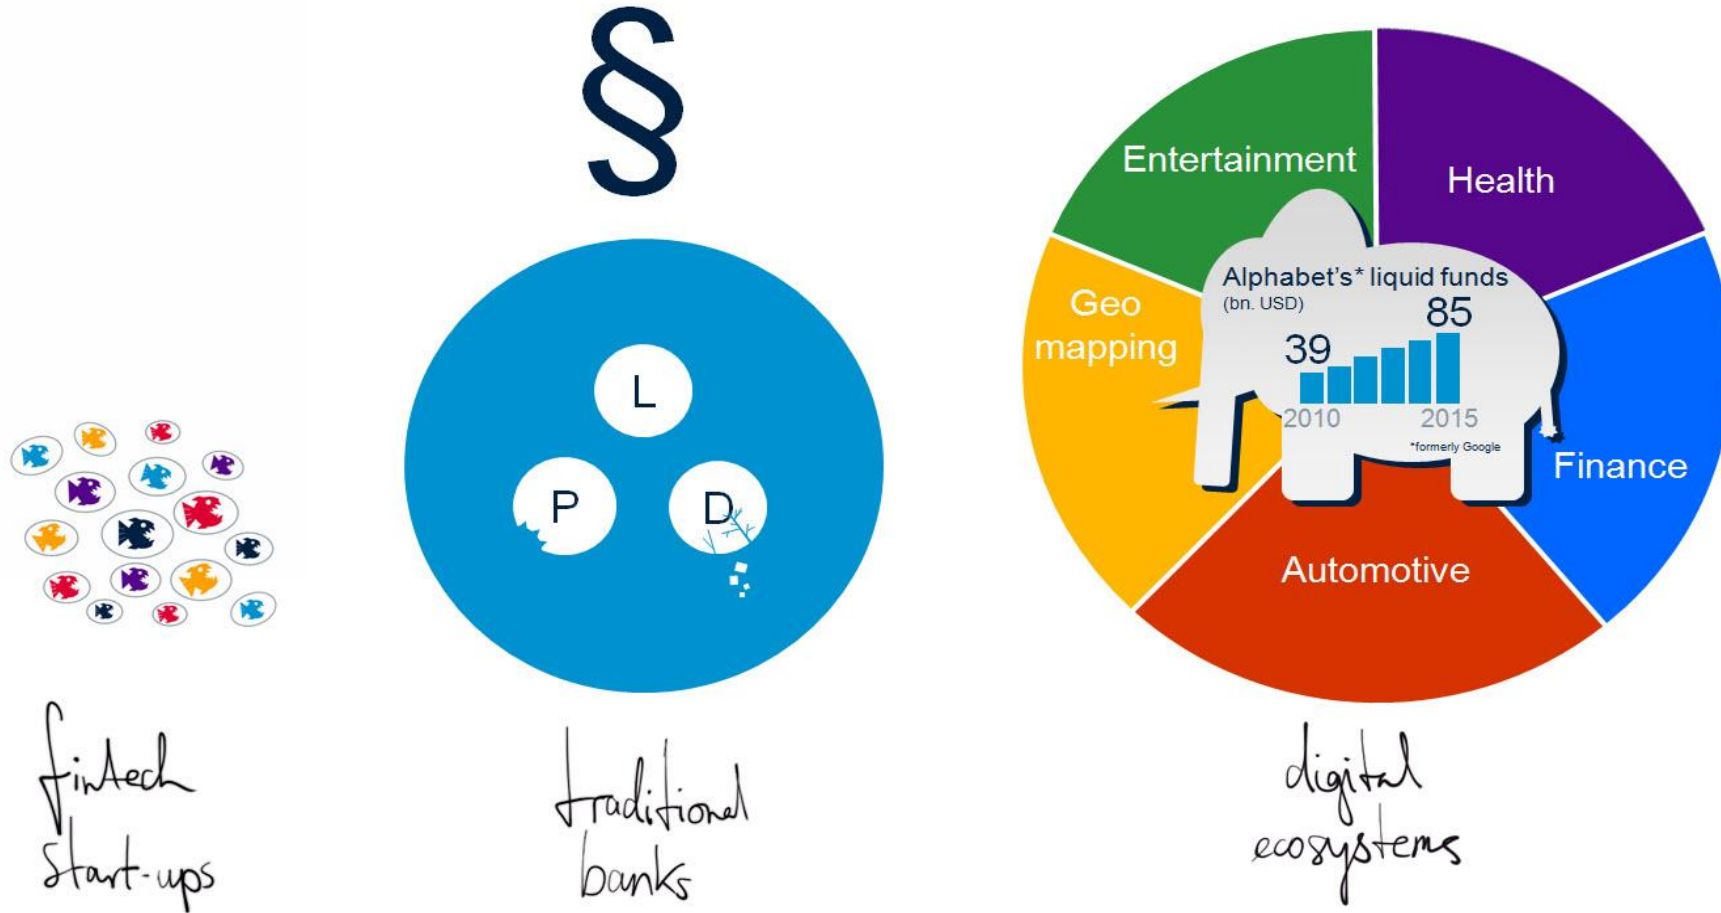 fintech
start-ups
§
L
P
D
traditional
banks
Entertainment
Health
Geo
mapping
Alphabet's* liquid funds
(bn. USD)
39
85
2010
2015
*formerly Google
Finance
Automotive
digital
ecosystems